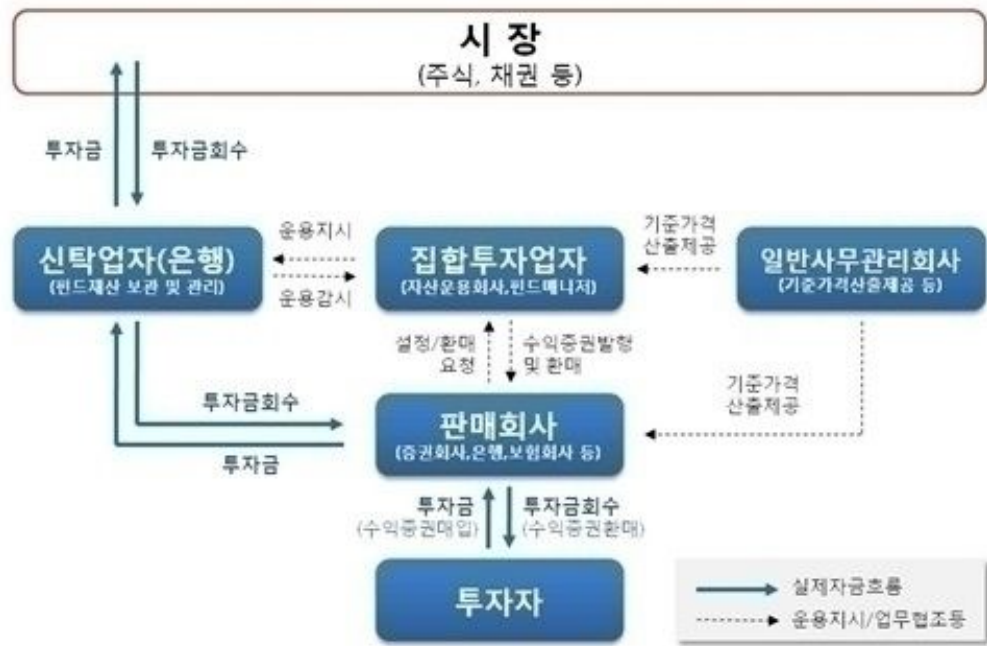 시 장
(주식, 채권 등)
투자금
투자금회수
신탁업자(은행)
(펀드재산 보관 및 관리)
운용지시
운용감시
집합투자업자
(자산운용회사,펀드매니저)
기준가격
산출제공
일반사무관리회사
(기준가격산출제공 등)
설정/환매
요청
수익증권발행
및 환매
기준가격
산출제공
투자금회수
투자금
판매회사
(증권회사,은행,보험회사 등)
투자금
(수익증권매입)
투자금회수
(수익증권환매)
투자자
실제자금흐름
운용지시/업무협조등